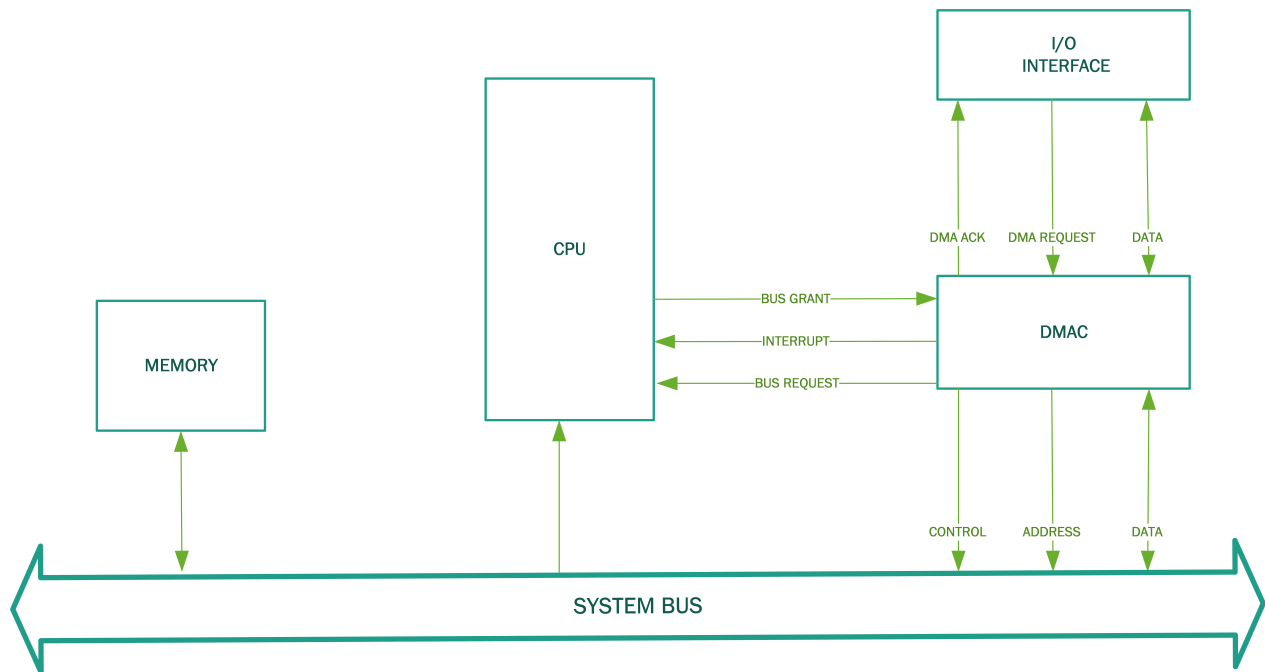 I/O
INTERFACE
CPU
DMA ACK
DMA REQUEST
DATA
BUS GRANT
DMAC
INTERRUPT
MEMORY
BUS REQUEST
CONTROL
ADDRESS
DATA
SYSTEM BUS